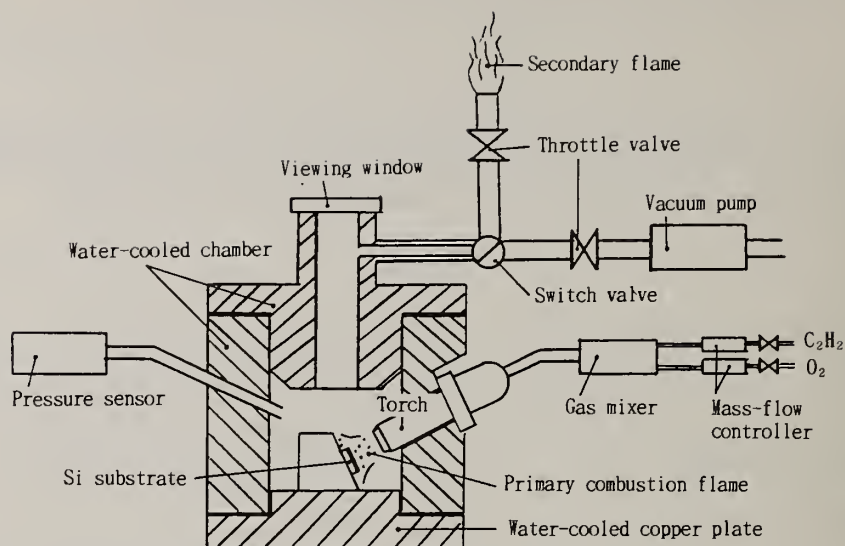 Secondary flame
Throttle valve
Viewing window
Vacuum pump
Water-cooled chamber
Switch valve
C₂H₂
O₂
Pressure sensor
Torch
Gas mixer
Mass-flow
controller
Si substrate
Primary combustion flame
Water-cooled copper plate